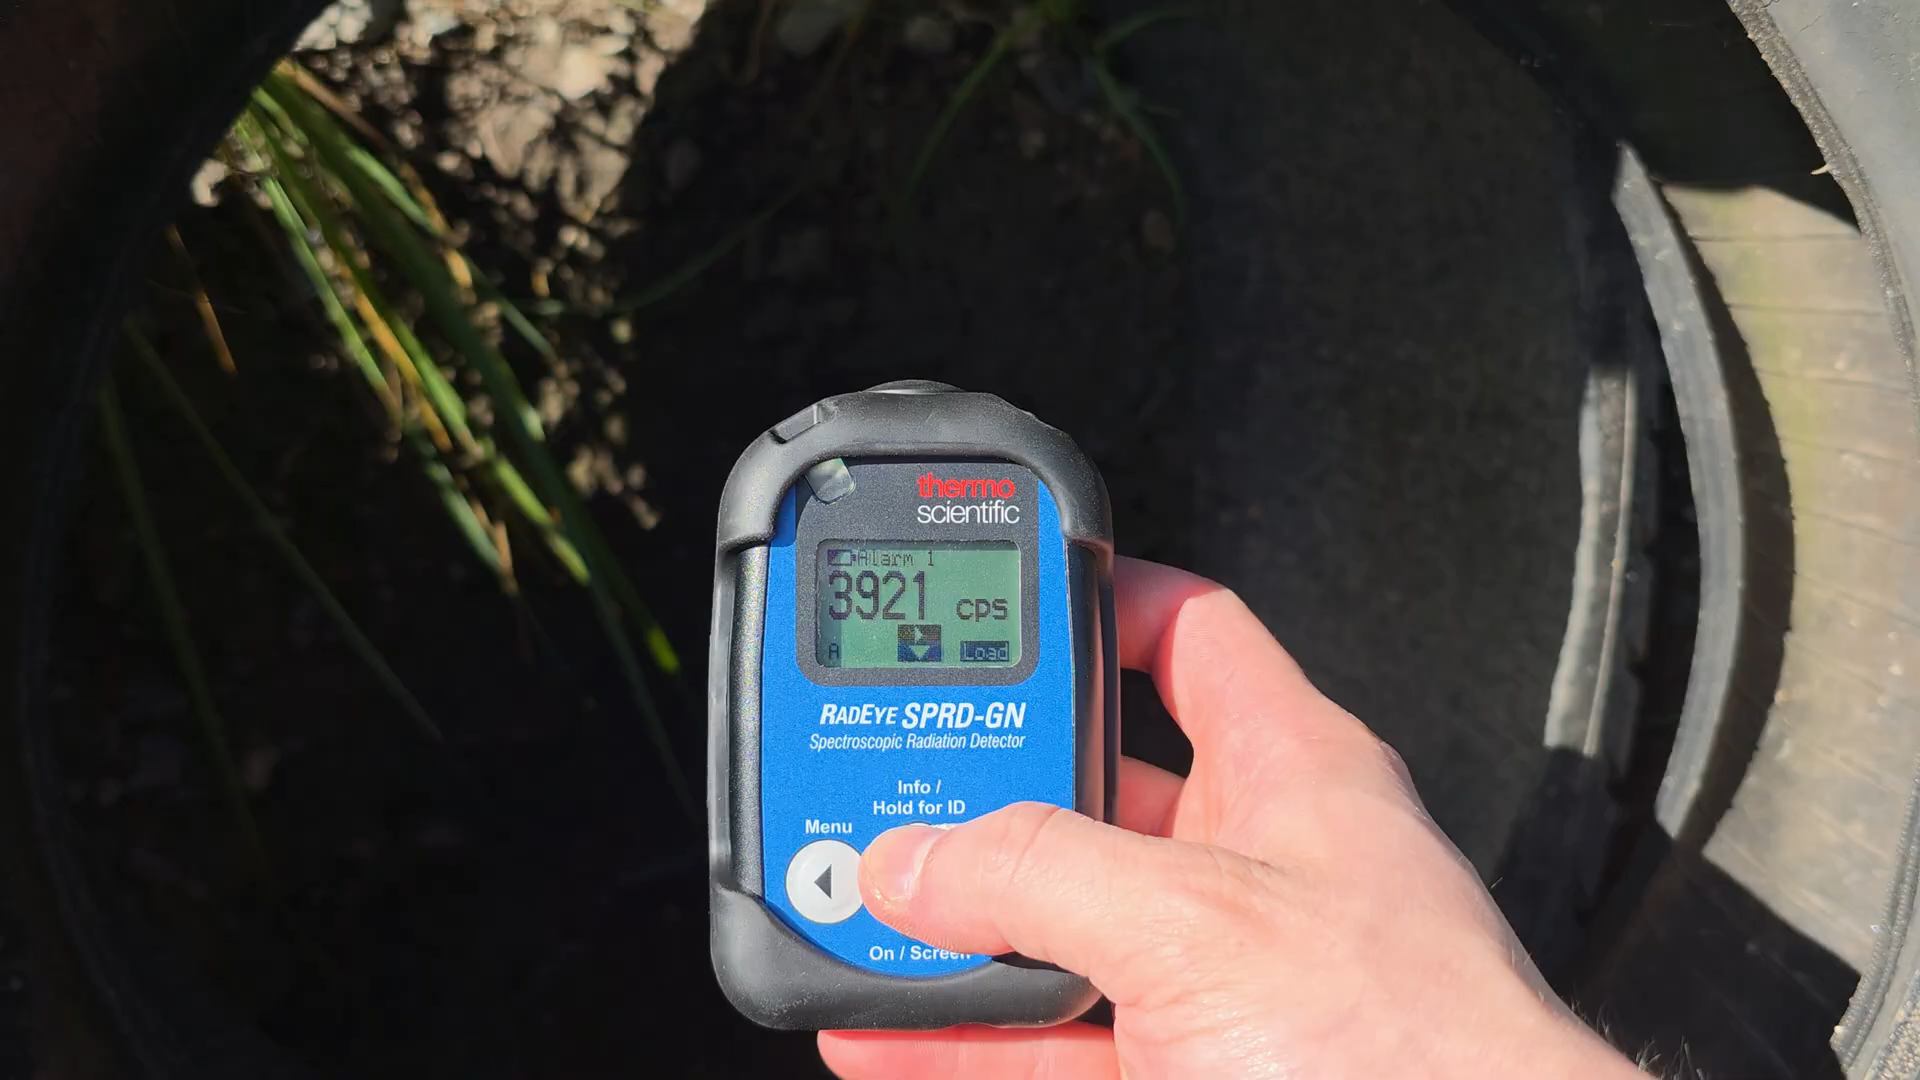 thermo
scientific
Alarm 1
3921 cps
A Load
RADEYE SPRD-GN
Spectroscopic Radiation Detector
Info /
Hold for ID
Menu
On / Screen